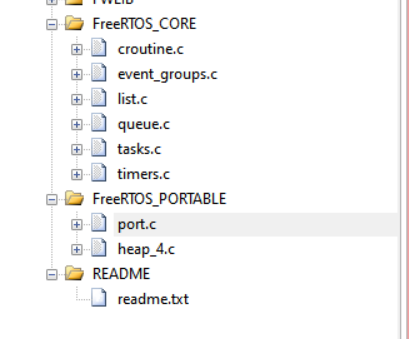 FreeRTOS_CORE
croutine.c
event_groups.c
list.c
queue.c
tasks.c
timers.c
FreeRTOS_PORTABLE
port.c
heap_4.c
README
readme.txt